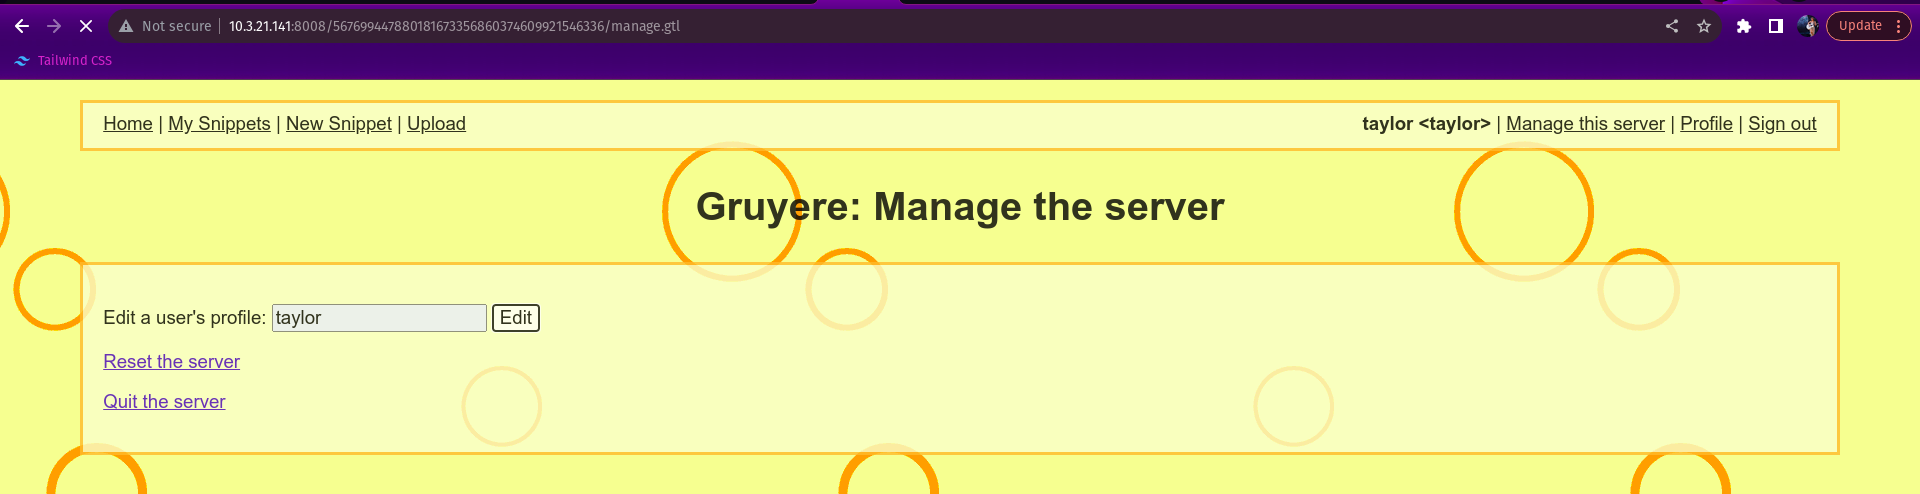 Not secure | 10.3.21.141:8008/567699447880181673356860374609921546336/manage.gtl
Update
Tailwind CSS
Home | My Snippets | New Snippet | Upload
taylor <taylor> | Manage this server | Profile | Sign out
Gruyere: Manage the server
Edit a user's profile: taylor Edit
Reset the server
Quit the server